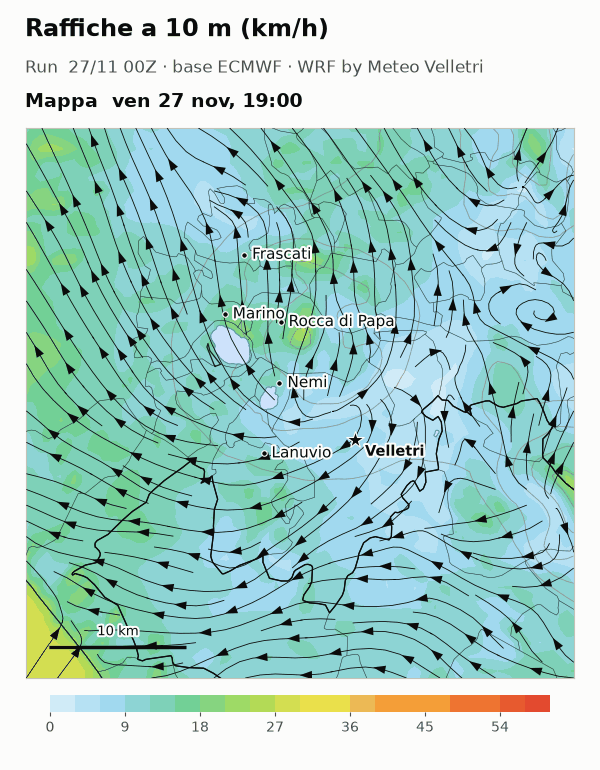 Raffiche a 10 m (km/h)
Run  27/11 00Z · base ECMWF · WRF by Meteo Velletri
Mappa  ven 27 nov, 19:00
Frascati
Marino
Rocca di Papa
Nemi
Velletri
Lanuvio
10 km
0 9 18 27 36 45 54